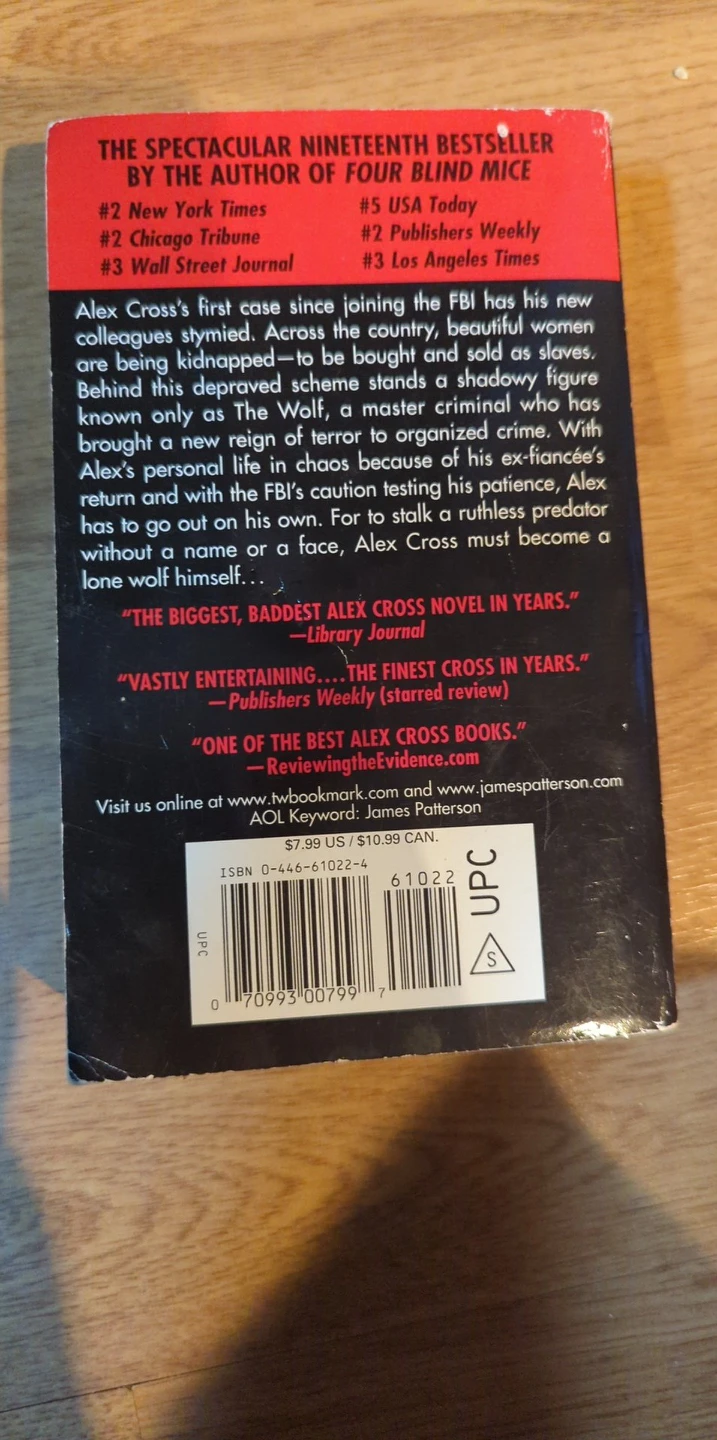 THE SPECTACULAR NINETEENTH BESTSELLER
BY THE AUTHOR OF FOUR BLIND MICE
#2 New York Times
#2 Chicago Tribune
#3 Wall Street Journal
#5 USA Today
#2 Publishers Weekly
#3 Los Angeles Times
Alex Cross's first case since joining the FBI has his new
colleagues stymied. Across the country, beautiful women
are being kidnapped—to be bought and sold as slaves.
Behind this depraved scheme stands a shadowy figure
known only as The Wolf, a master criminal who has
brought a new reign of terror to organized crime. With
Alex's personal life in chaos because of his ex-fiancée's
return and with the FBI's caution testing his patience, Alex
has to go out on his own. For to stalk a ruthless predator
without a name or a face, Alex Cross must become a
lone wolf himself...
"THE BIGGEST, BADDEST ALEX CROSS NOVEL IN YEARS."
—Library Journal
"VASTLY ENTERTAINING....THE FINEST CROSS IN YEARS."
—Publishers Weekly (starred review)
"ONE OF THE BEST ALEX CROSS BOOKS."
—ReviewingtheEvidence.com
Visit us online at www.twbookmark.com and www.jamespatterson.com
AOL Keyword: James Patterson
$7.99 US / $10.99 CAN.
ISBN 0-446-61022-4
61022
UPC
UPC
S
0 70993 00799 7